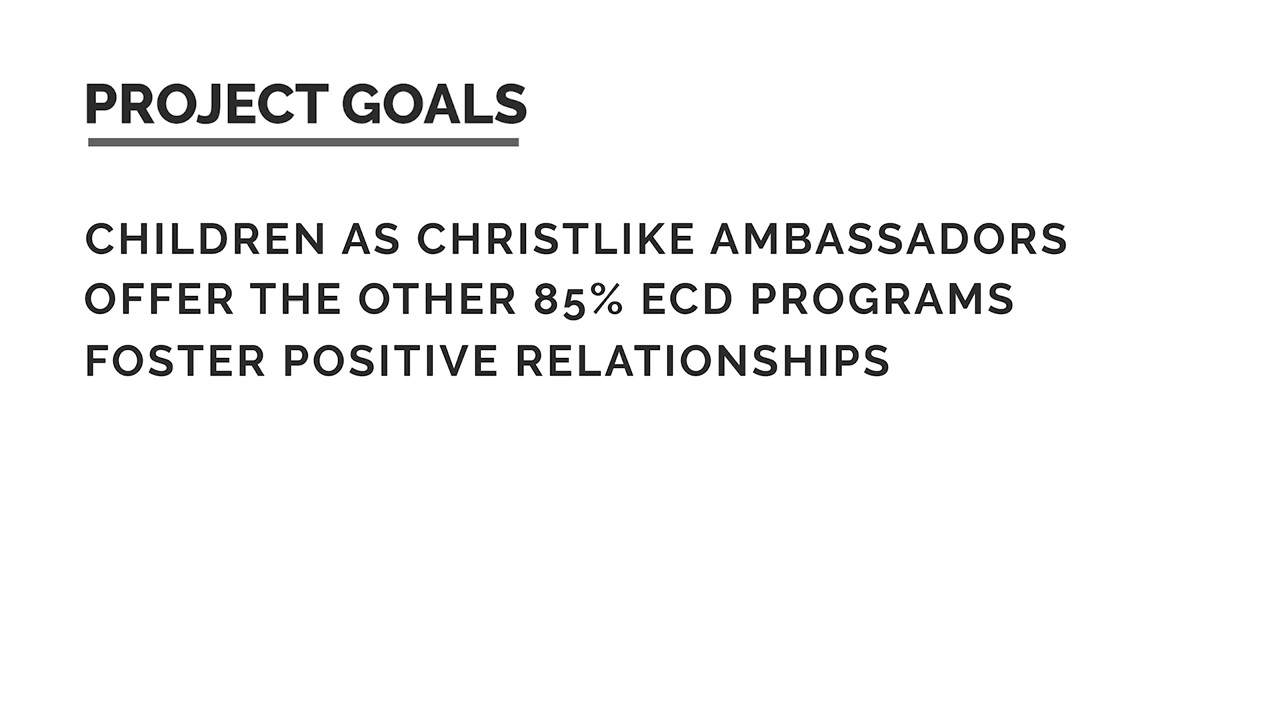 PROJECT GOALS
CHILDREN AS CHRISTLIKE AMBASSADORS
OFFER THE OTHER 85% ECD PROGRAMS
FOSTER POSITIVE RELATIONSHIPS